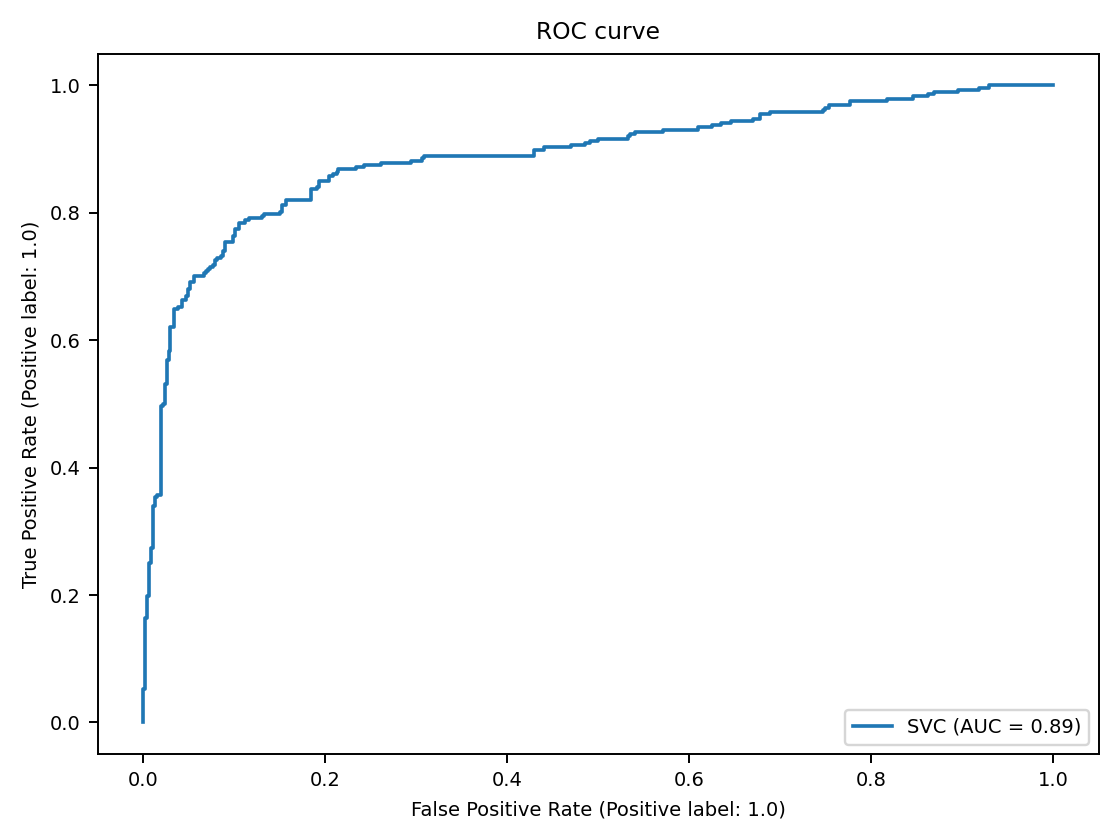 ROC curve
True Positive Rate (Positive label: 1.0)
1.0
0.8
0.6
0.4
0.2
0.0
SVC (AUC = 0.89)
0.0 0.2 0.4 0.6 0.8 1.0
False Positive Rate (Positive label: 1.0)